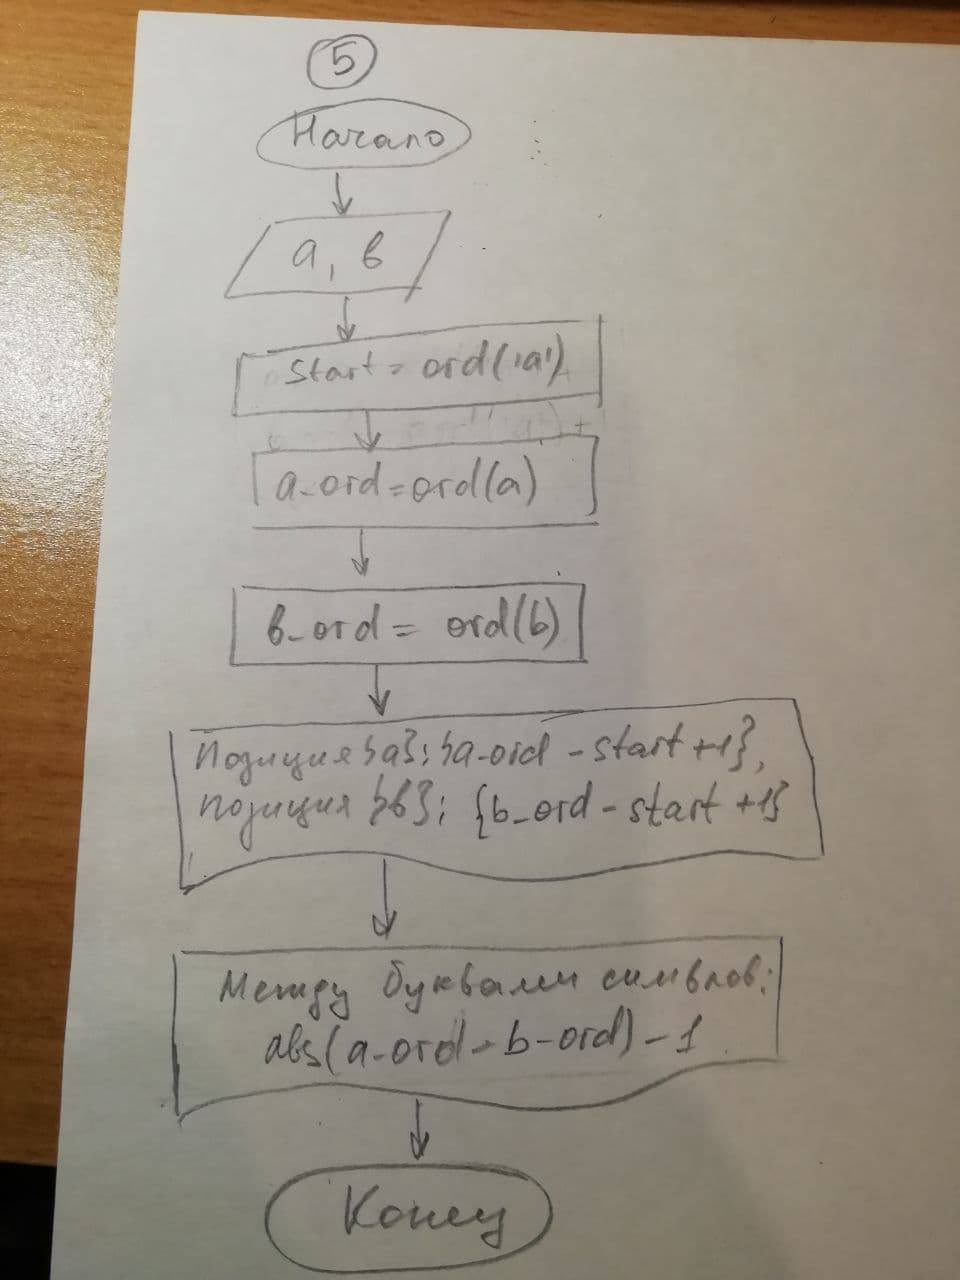 5
Начало
a, в
start = ord('a')
a_ord = ord(a)
в_ord = ord(b)
Позиция {a}: {a_ord - start +1},
позиция {в}: {b_ord - start +1}
Между буквами символов:
abs(a_ord - b_ord) - 1
Конец